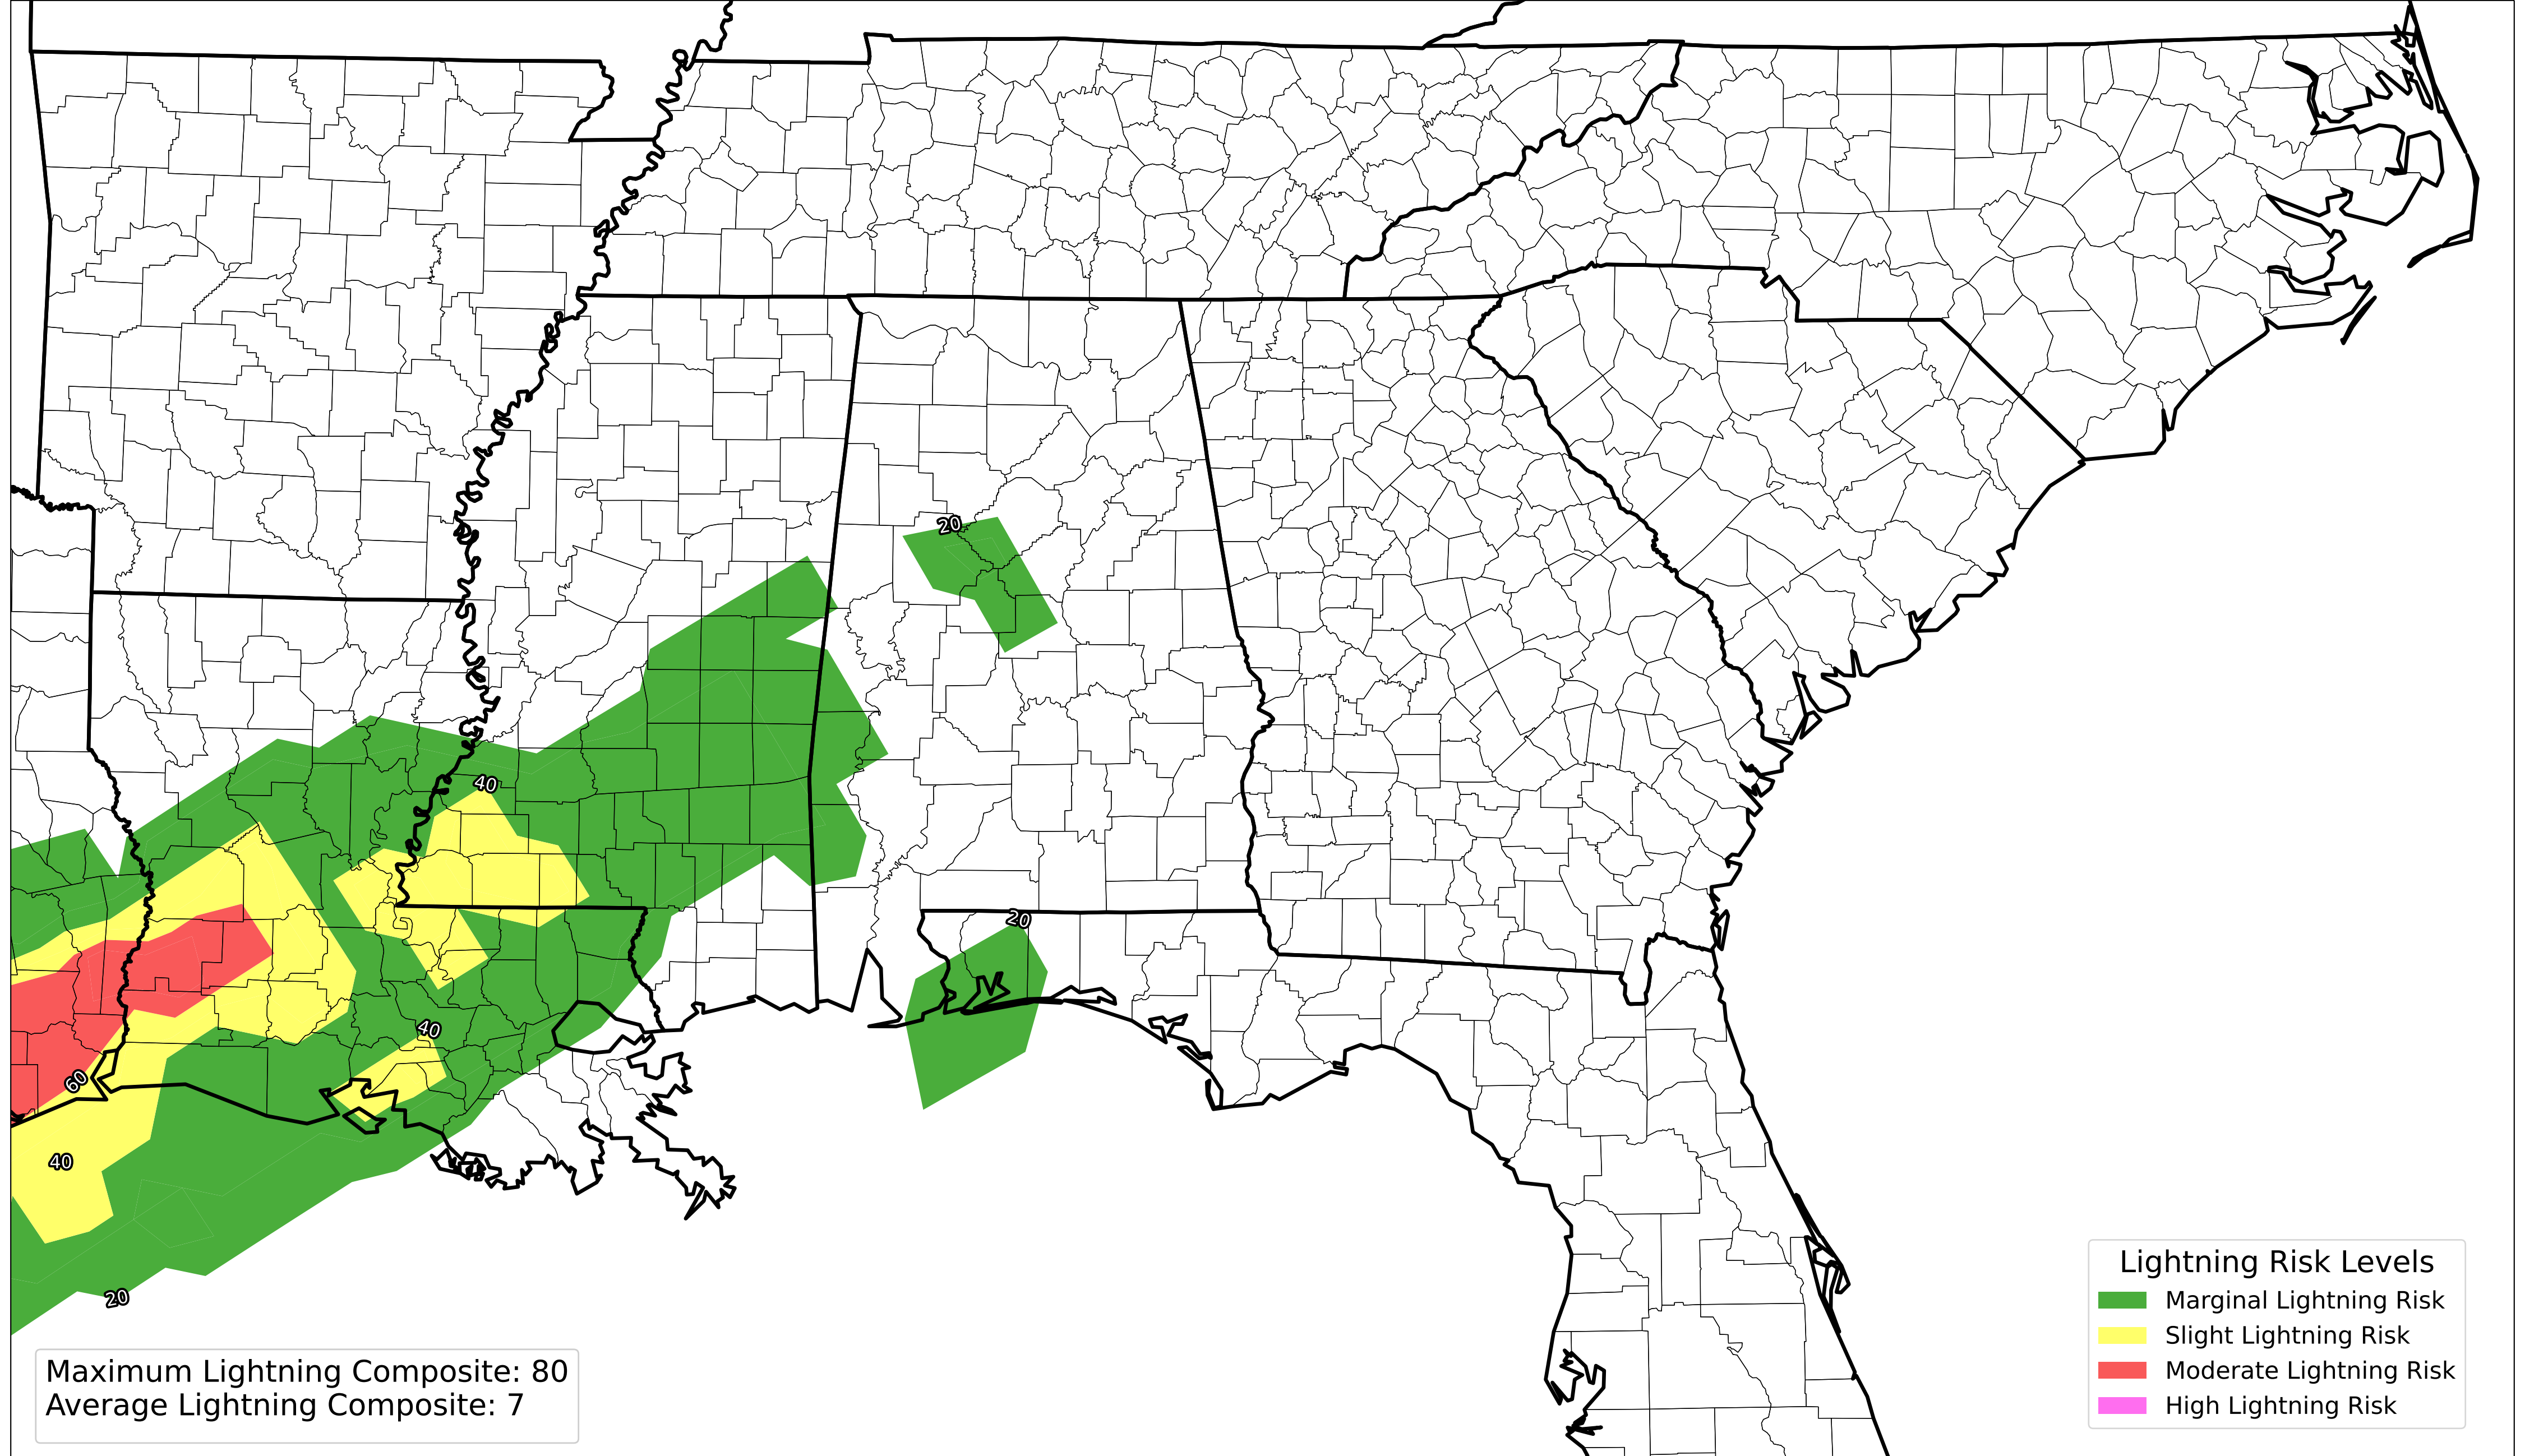 20
40
20
40
60
40
20
Lightning Risk Levels
Marginal Lightning Risk
Slight Lightning Risk
Moderate Lightning Risk
High Lightning Risk
Maximum Lightning Composite: 80
Average Lightning Composite: 7